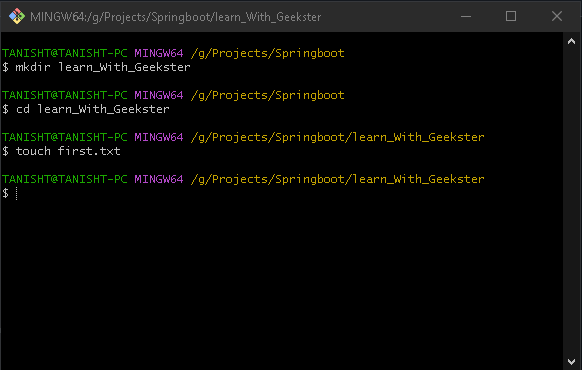 MINGW64:/g/Projects/Springboot/learn_With_Geekster
TANISHT@TANISHT-PC MINGW64 /g/Projects/Springboot
$ mkdir learn_With_Geekster
TANISHT@TANISHT-PC MINGW64 /g/Projects/Springboot
$ cd learn_With_Geekster
TANISHT@TANISHT-PC MINGW64 /g/Projects/Springboot/learn_With_Geekster
$ touch first.txt
TANISHT@TANISHT-PC MINGW64 /g/Projects/Springboot/learn_With_Geekster
$